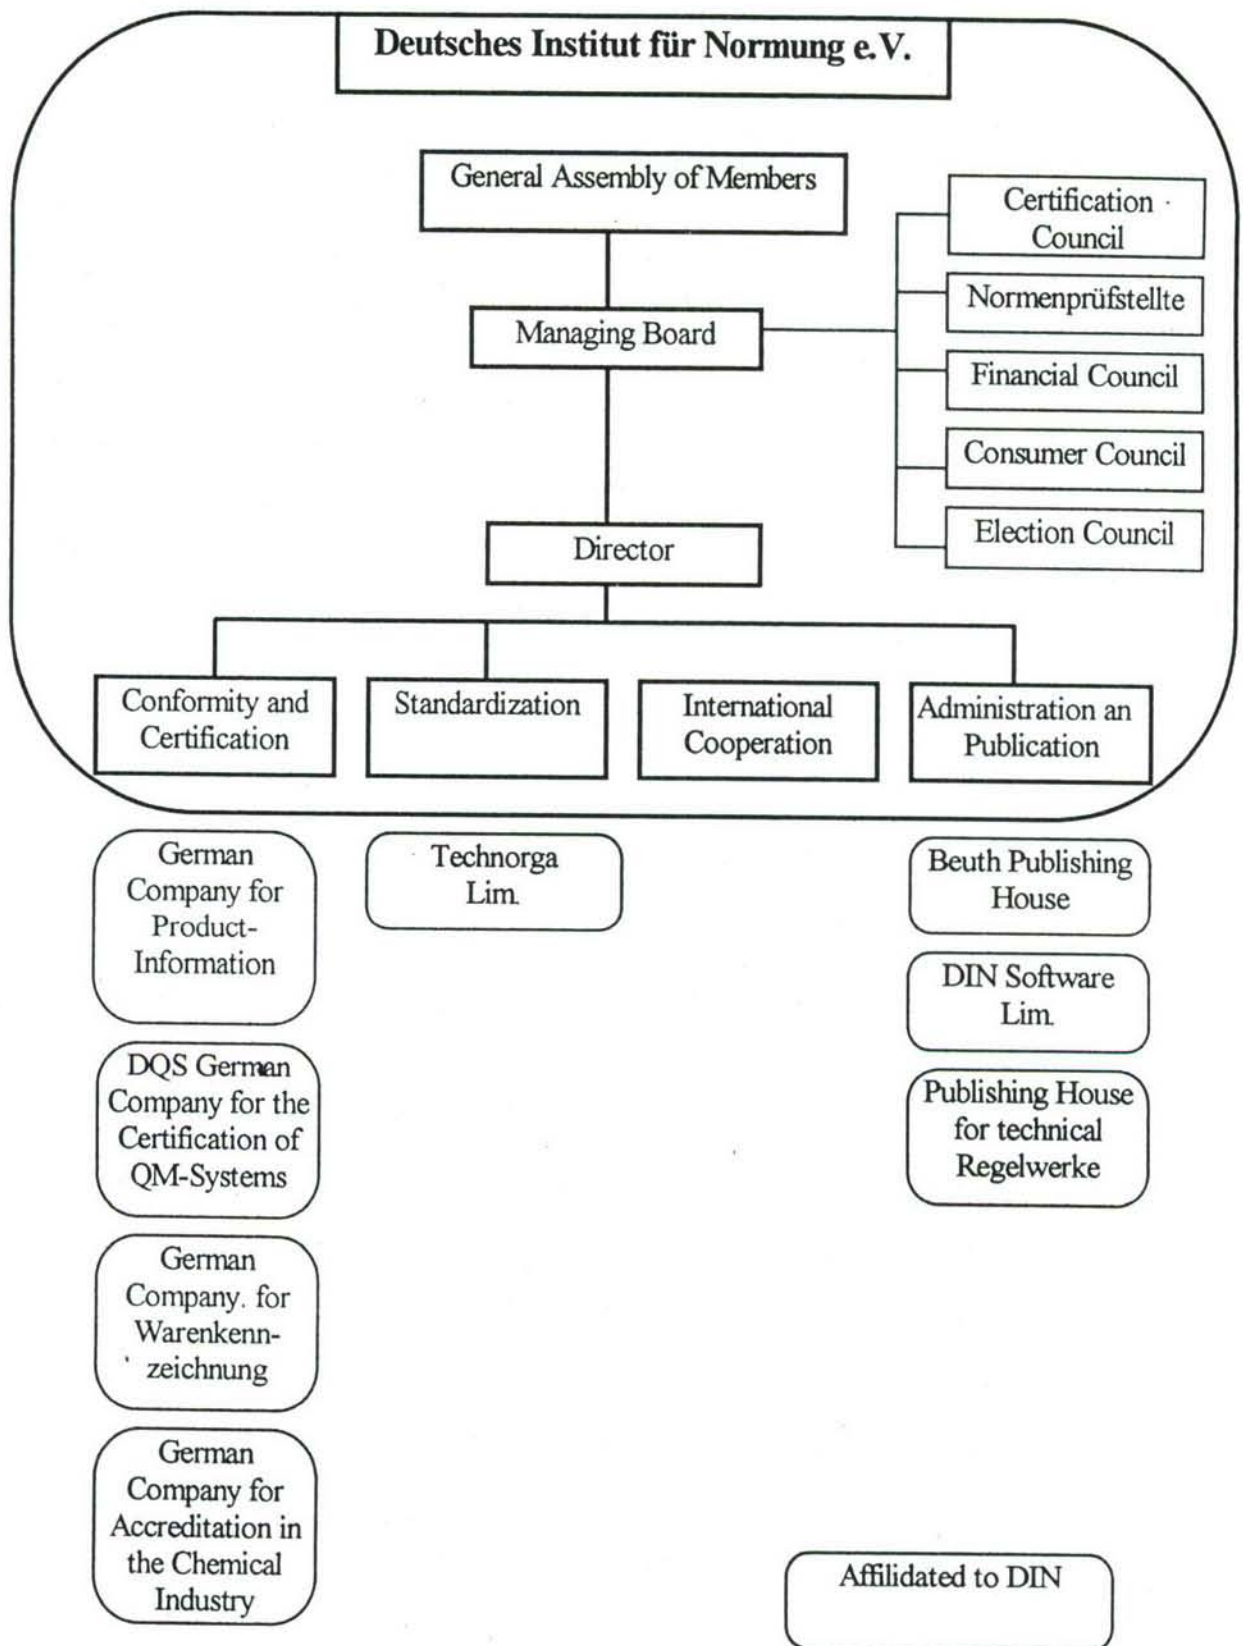 Deutsches Institut für Normung e.V.
General Assembly of Members
Managing Board
Certification
Council
Normenprüfstellte
Financial Council
Consumer Council
Election Council
Director
Conformity and
Certification
Standardization
International
Cooperation
Administration an
Publication
German
Company for
Product-
Information
DQS German
Company for the
Certification of
QM-Systems
German
Company. for
Warenkenn-
zeichnung
German
Company for
Accreditation in
the Chemical
Industry
Technorga
Lim.
Beuth Publishing
House
DIN Software
Lim.
Publishing House
for technical
Regelwerke
Affilidated to DIN